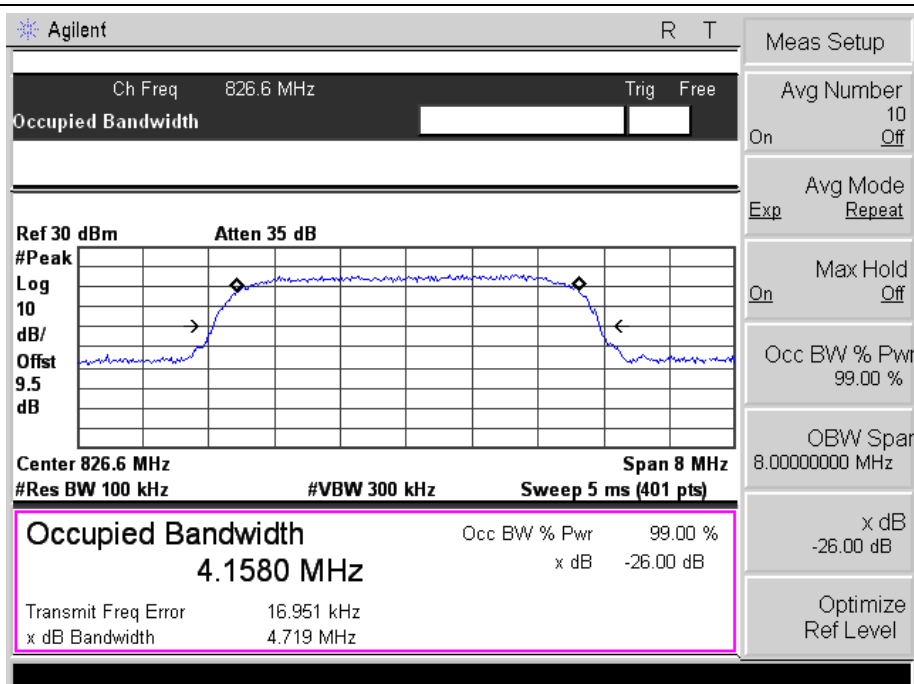 Agilent R T
Ch Freq 826.6 MHz Trig Free
Occupied Bandwidth
Ref 30 dBm Atten 35 dB
#Peak
Log
10
dB/
Offst
9.5
dB
Center 826.6 MHz Span 8 MHz
#Res BW 100 kHz #VBW 300 kHz Sweep 5 ms (401 pts)
Occupied Bandwidth
4.1580 MHz
Occ BW % Pwr 99.00 %
x dB -26.00 dB
Transmit Freq Error 16.951 kHz
x dB Bandwidth 4.719 MHz
Meas Setup
Avg Number
10
On Off
Avg Mode
Exp Repeat
Max Hold
On Off
Occ BW % Pwr
99.00 %
OBW Span
8.00000000 MHz
x dB
-26.00 dB
Optimize
Ref Level